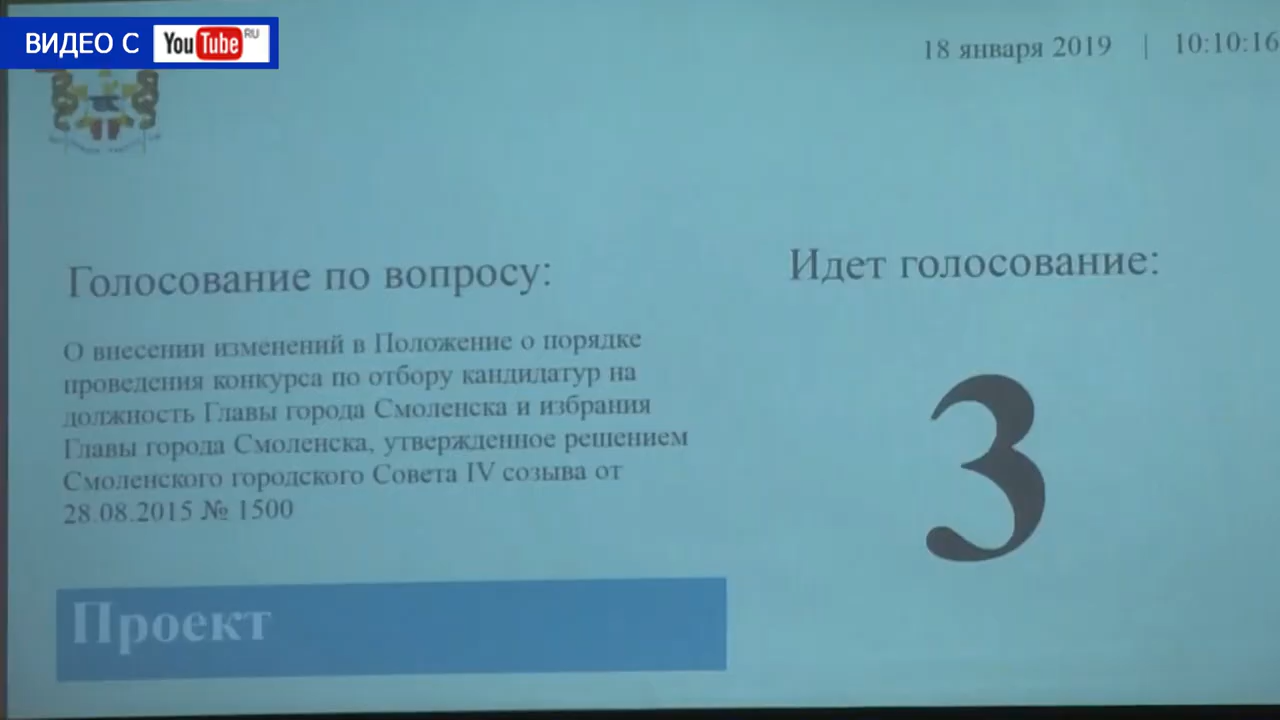 ВИДЕО С YouTube RU
18 января 2019 | 10:10:16
Голосование по вопросу:
О внесении изменений в Положение о порядке
проведения конкурса по отбору кандидатур на
должность Главы города Смоленска и избрания
Главы города Смоленска, утвержденное решением
Смоленского городского Совета IV созыва от
28.08.2015 № 1500
Проект
Идет голосование:
3